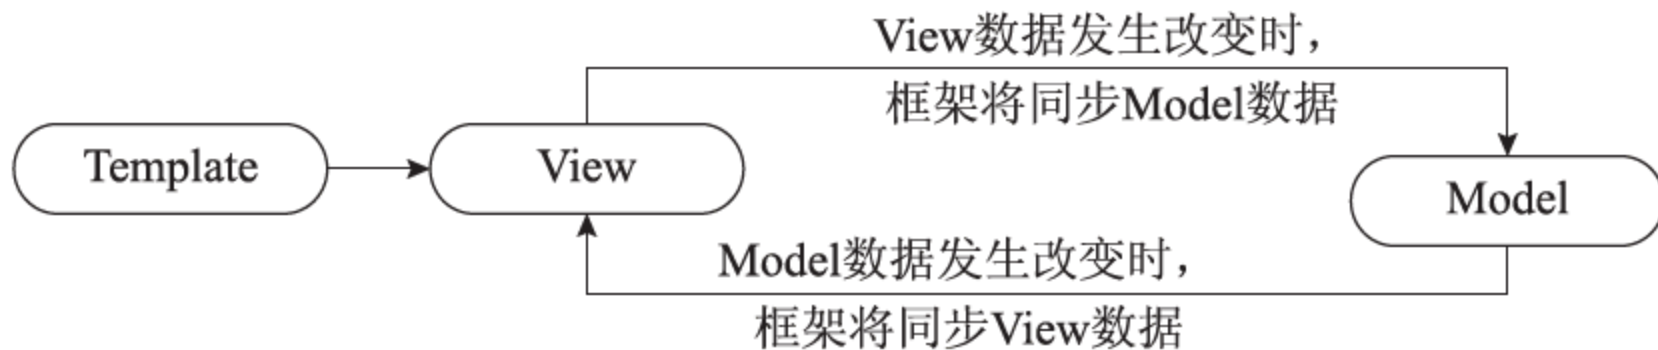 View数据发生改变时，
框架将同步Model数据
Template
View
Model
Model数据发生改变时，
框架将同步View数据